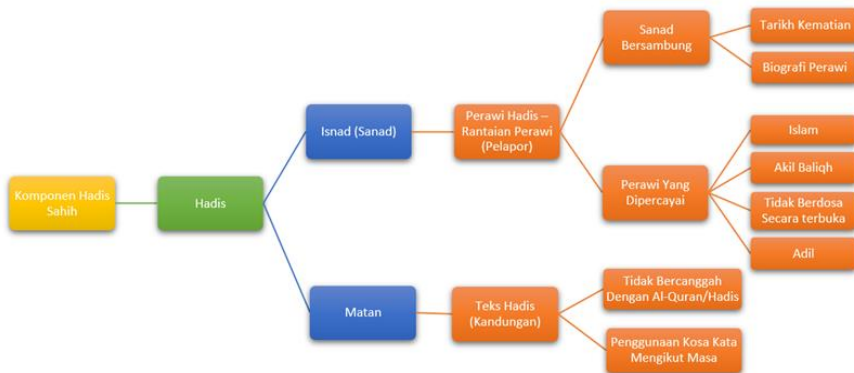 Komponen Hadis
Sahih
Hadis
Isnad (Sanad)
Perawi Hadis –
Rantaian Perawi
(Pelapor)
Sanad
Bersambung
Tarikh Kematian
Biografi Perawi
Perawi Yang
Dipercayai
Islam
Akil Baliqh
Tidak Berdosa
Secara terbuka
Adil
Matan
Teks Hadis
(Kandungan)
Tidak Bercanggah
Dengan Al-Quran/Hadis
Penggunaan Kosa Kata
Mengikut Masa